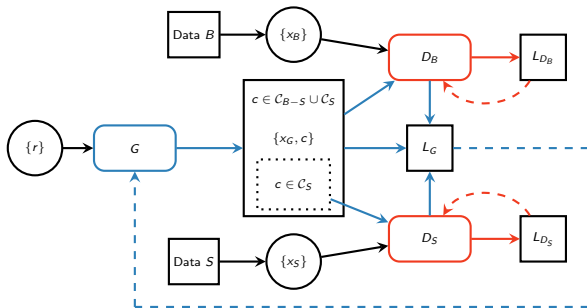 Data B
{x_B}
D_B
L_{D_B}
c ∈ C_{B−S} ∪ C_S
{x_G, c}
c ∈ C_S
{r}
G
L_G
Data S
{x_S}
D_S
L_{D_S}